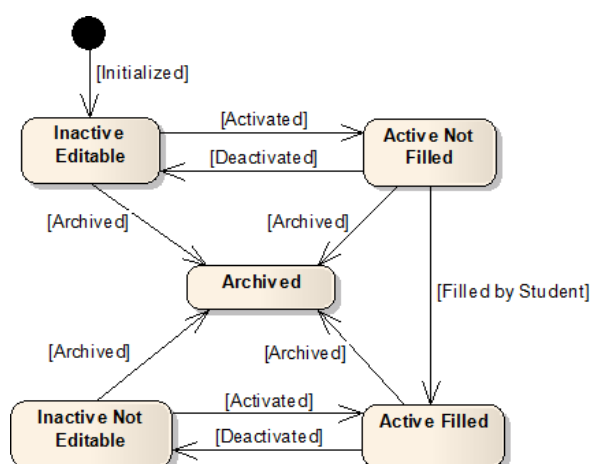 [Initialized]
Inactive
Editable
[Activated]
Active Not
Filled
[Deactivated]
[Archived]
[Archived]
Archived
[Filled by Student]
[Archived]
[Archived]
Inactive Not
Editable
[Activated]
Active Filled
[Deactivated]